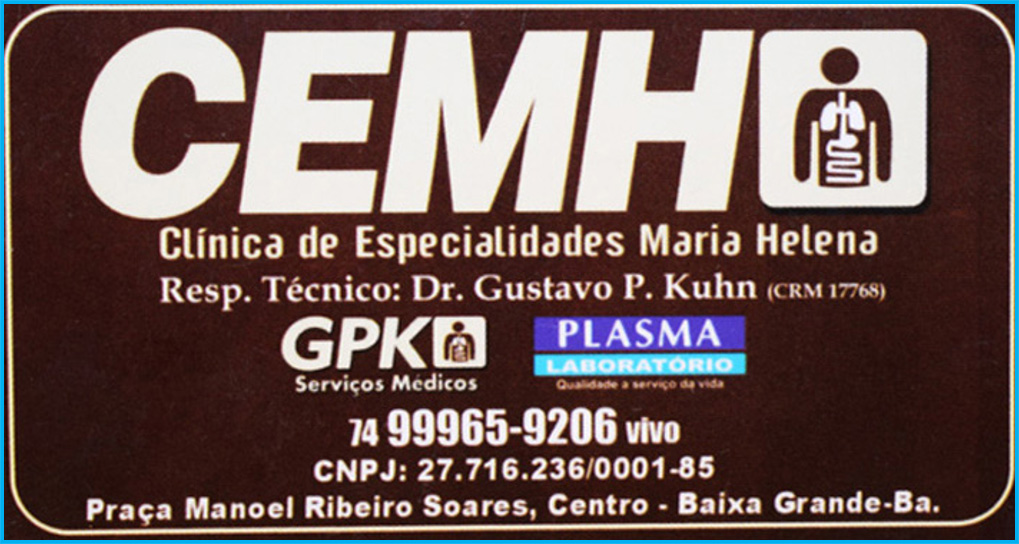 CEMH
Clínica de Especialidades Maria Helena
Resp. Técnico: Dr. Gustavo P. Kuhn (CRM 17768)
GPK
Serviços Médicos
PLASMA
LABORATÓRIO
Qualidade a serviço da vida
74 99965-9206 vivo
CNPJ: 27.716.236/0001-85
Praça Manoel Ribeiro Soares, Centro - Baixa Grande-Ba.